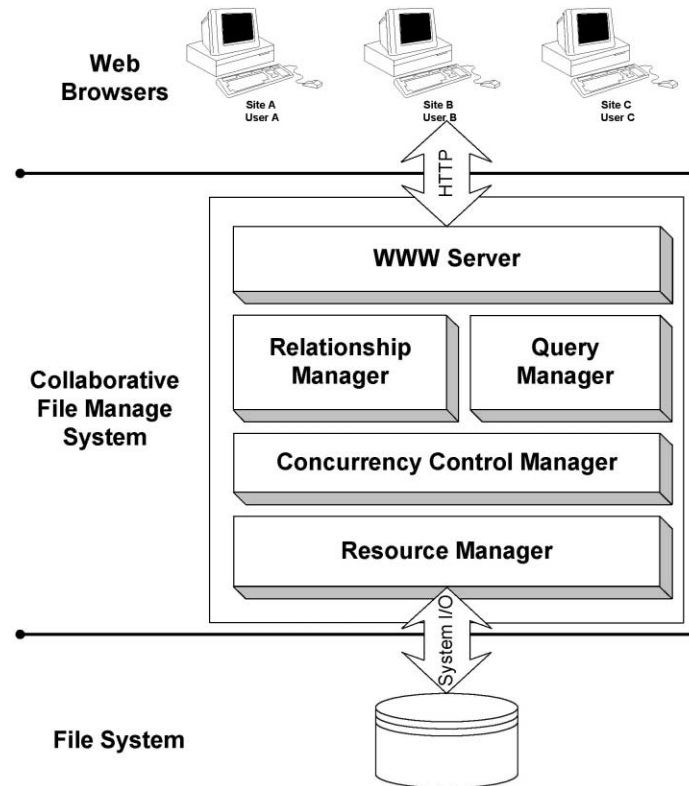 Web
Browsers
Site A
User A
Site B
User B
Site C
User C
HTTP
WWW Server
Relationship
Manager
Query
Manager
Collaborative
File Manage
System
Concurrency Control Manager
Resource Manager
System I/O
File System